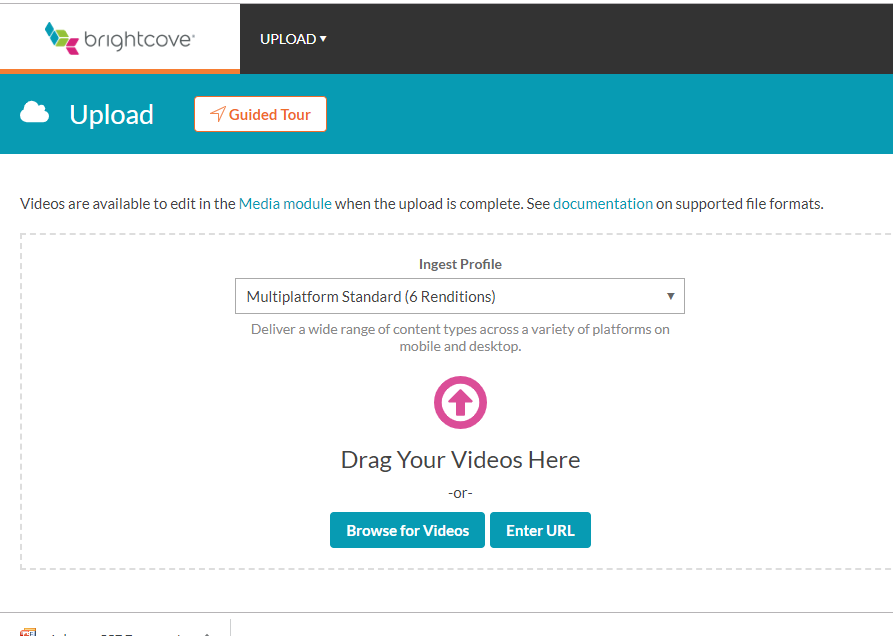 brightcove
UPLOAD ▾
Upload
Guided Tour
Videos are available to edit in the Media module when the upload is complete. See documentation on supported file formats.
Ingest Profile
Multiplatform Standard (6 Renditions)
Deliver a wide range of content types across a variety of platforms on
mobile and desktop.
Drag Your Videos Here
-or-
Browse for Videos
Enter URL